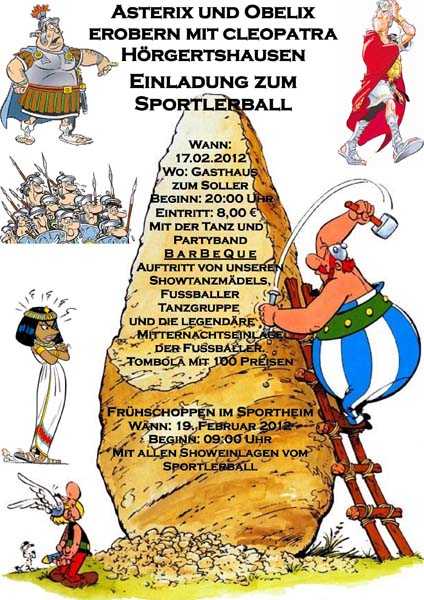 Asterix und Obelix
erobern mit cleopatra
Hörgertshausen
Einladung zum
Sportlerball
Wann:
17.02.2012
Wo: Gasthaus
zum Soller
Beginn: 20:00 Uhr
Eintritt: 8,00 €
Mit der Tanz und
Partyband
BarBeQue
Auftritt von unseren
Showtanzmädels,
Fussballer
Tanzgruppe
und die legendäre
Mitternachtseinlage
der Fussballer.
Tombola mit 100 Preisen
Frühschoppen im Sportheim
Wann: 19. Februar 2012
Beginn: 09:00 Uhr
Mit allen Showeinlagen vom
Sportlerball